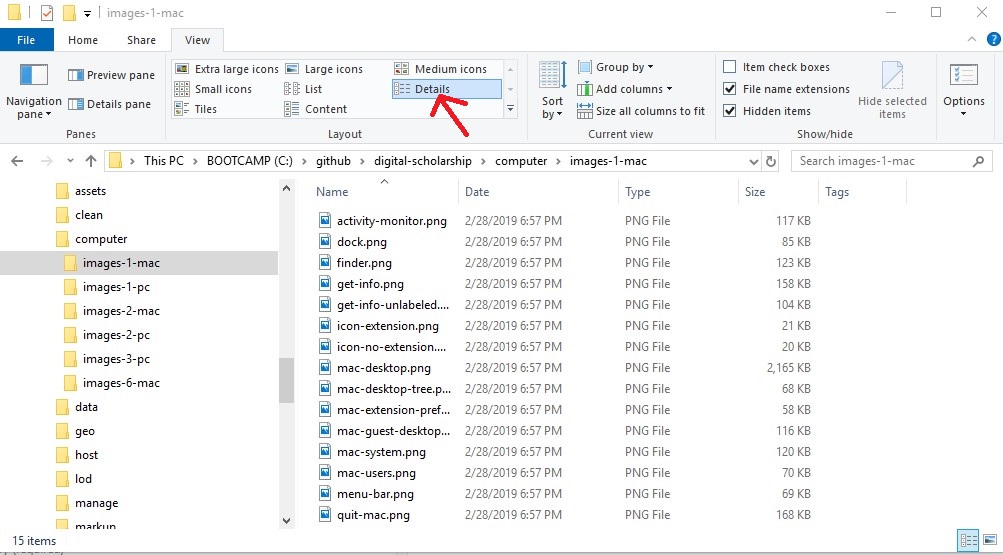 images-1-mac
File Home Share View
Navigation pane
Preview pane
Details pane
Panes
Extra large icons Large icons Medium icons
Small icons List Details
Tiles Content
Layout
Sort by
Group by
Add columns
Size all columns to fit
Current view
Item check boxes
File name extensions
Hidden items
Hide selected items
Show/hide
Options
This PC BOOTCAMP (C:) github digital-scholarship computer images-1-mac
Search images-1-mac
assets
clean
computer
images-1-mac
images-1-pc
images-2-mac
images-2-pc
images-3-pc
images-6-mac
data
geo
host
lod
manage
markup
Name Date Type Size Tags
activity-monitor.png 2/28/2019 6:57 PM PNG File 117 KB
dock.png 2/28/2019 6:57 PM PNG File 85 KB
finder.png 2/28/2019 6:57 PM PNG File 123 KB
get-info.png 2/28/2019 6:57 PM PNG File 158 KB
get-info-unlabeled.... 2/28/2019 6:57 PM PNG File 104 KB
icon-extension.png 2/28/2019 6:57 PM PNG File 21 KB
icon-no-extension.... 2/28/2019 6:57 PM PNG File 20 KB
mac-desktop.png 2/28/2019 6:57 PM PNG File 2,165 KB
mac-desktop-tree.p... 2/28/2019 6:57 PM PNG File 68 KB
mac-extension-pref... 2/28/2019 6:57 PM PNG File 58 KB
mac-guest-desktop... 2/28/2019 6:57 PM PNG File 116 KB
mac-system.png 2/28/2019 6:57 PM PNG File 120 KB
mac-users.png 2/28/2019 6:57 PM PNG File 70 KB
menu-bar.png 2/28/2019 6:57 PM PNG File 69 KB
quit-mac.png 2/28/2019 6:57 PM PNG File 168 KB
15 items